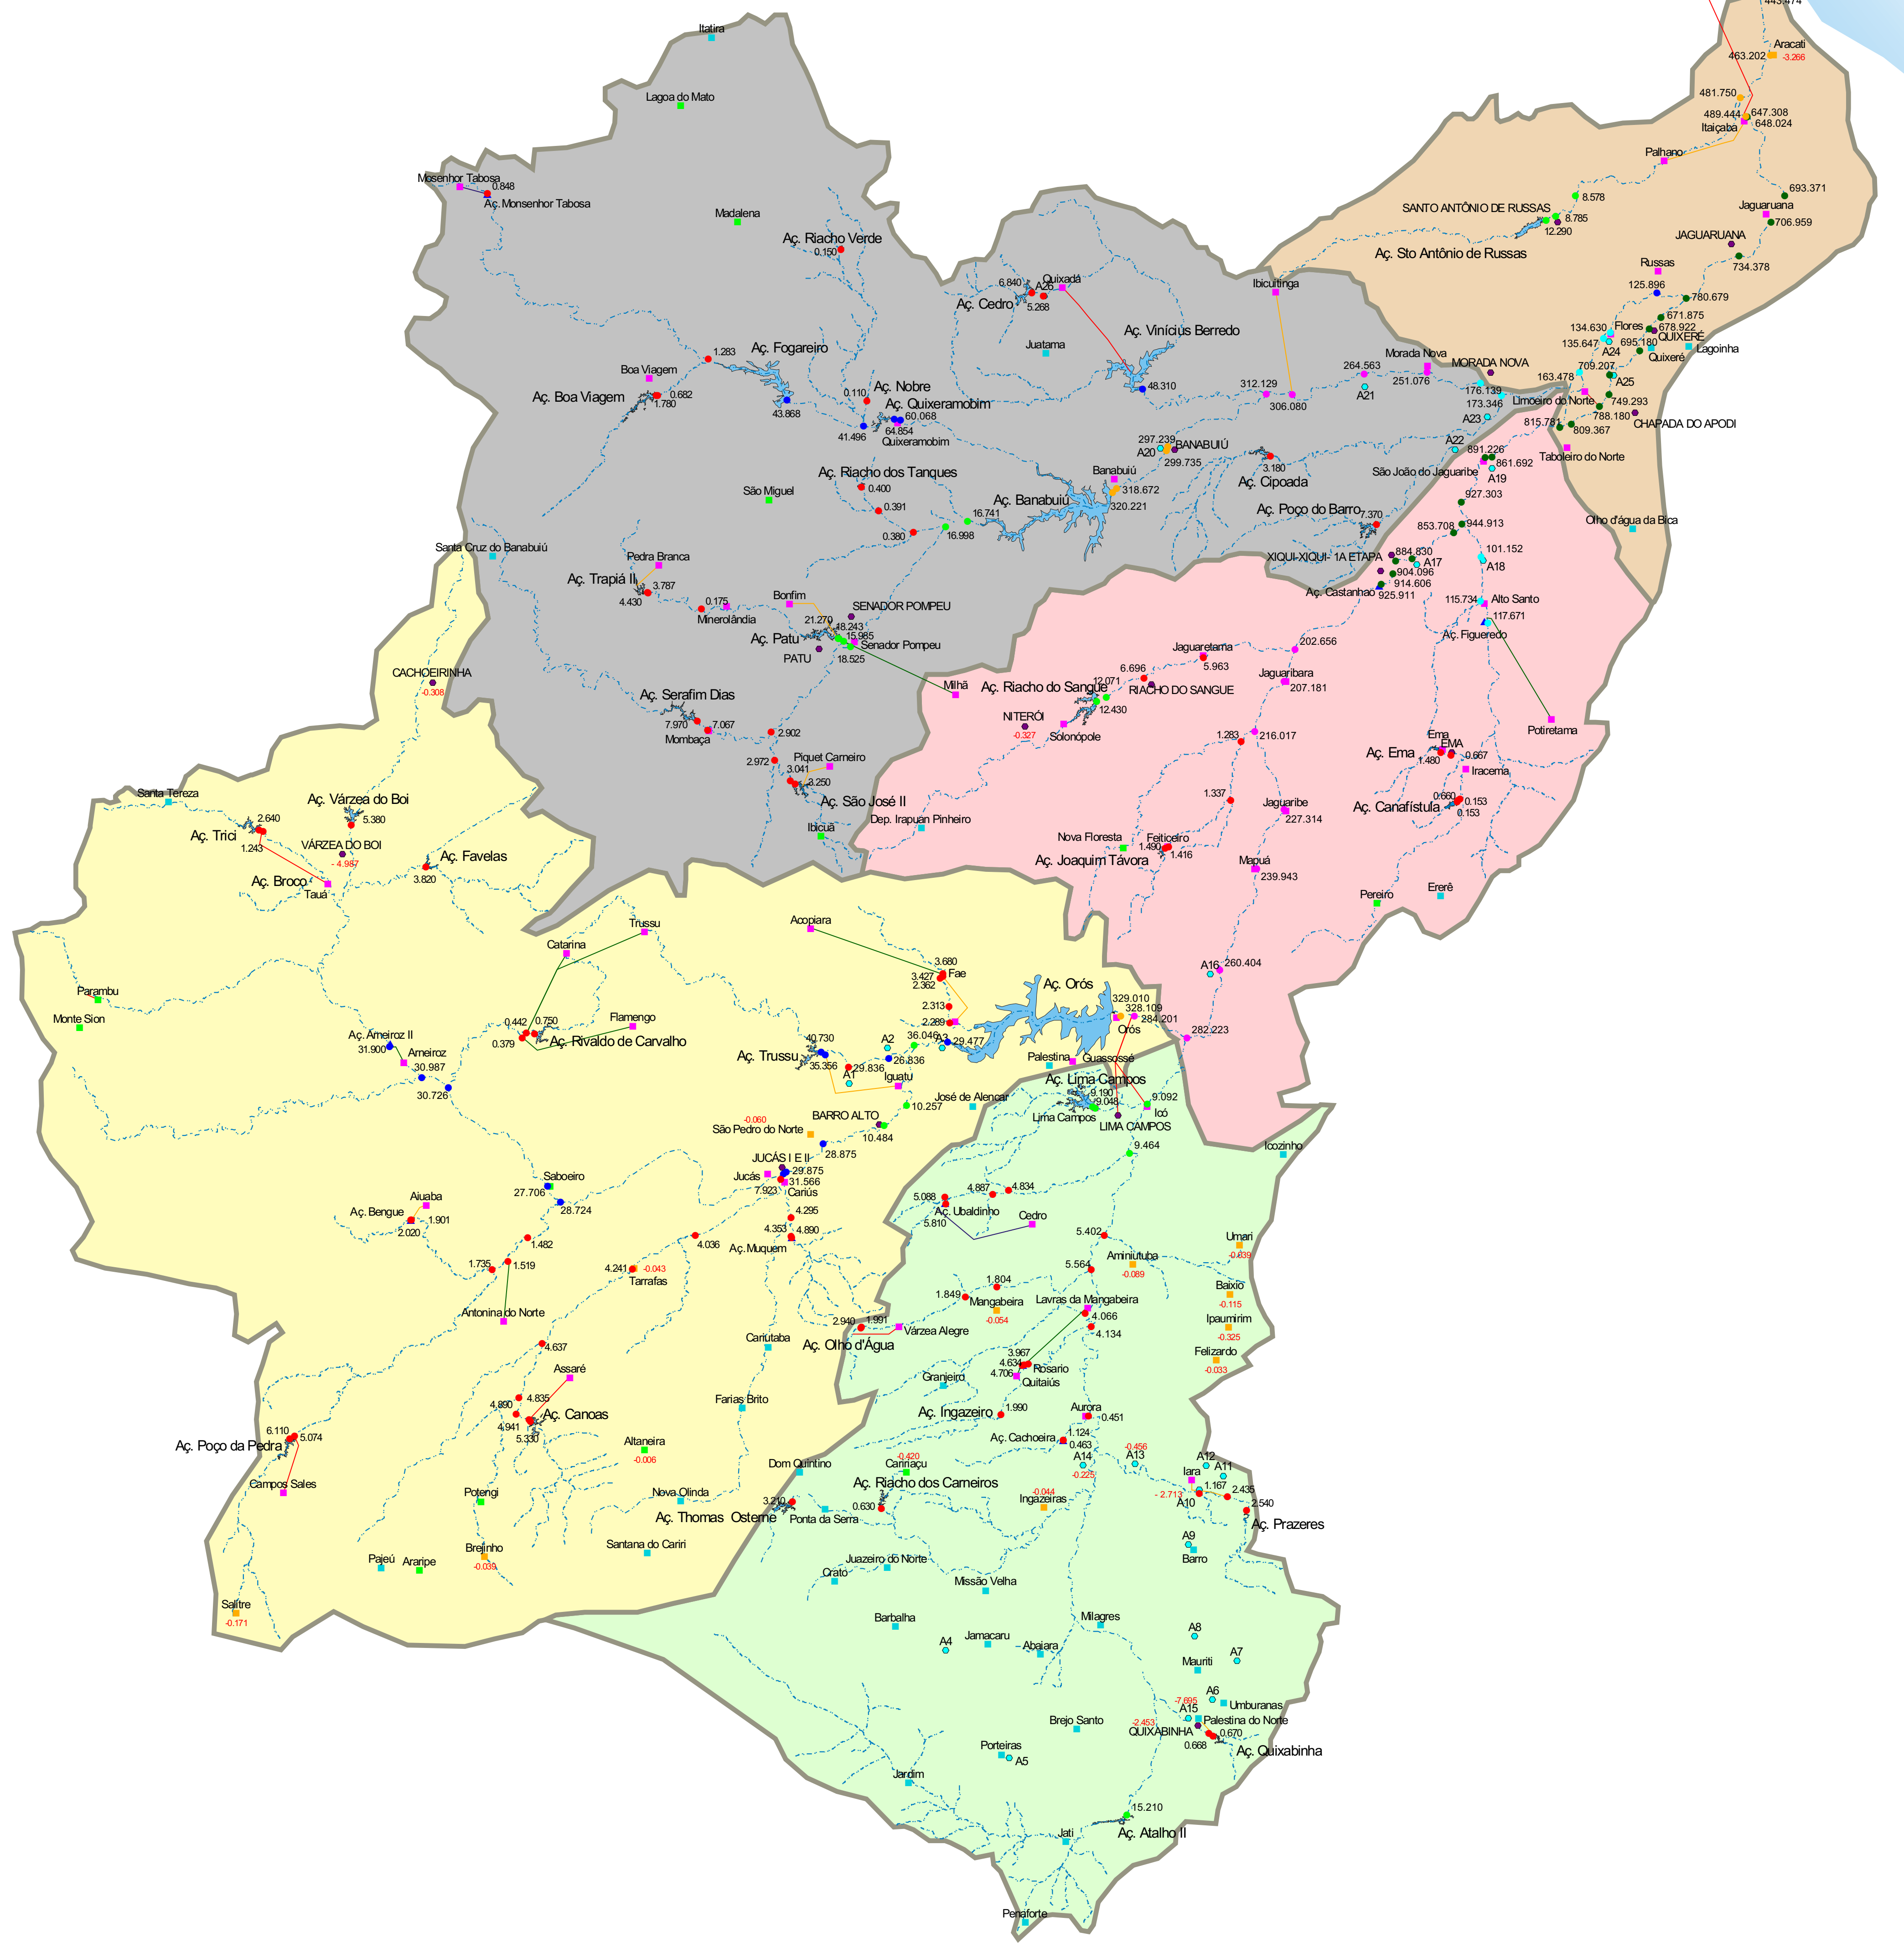 443.474
Aracati
463.202
-3.266
481.750
489.444
647.308
648.024
Itaiçaba
Palhano
693.371
8.578
SANTO ANTÔNIO DE RUSSAS
8.785
12.290
Jaguaruana
706.959
Aç. Sto Antônio de Russas
JAGUARUANA
734.378
Russas
125.896
780.679
671.875
134.630
Flores
678.922
QUIXERÉ
135.647
695.180
A24
Quixeré
Lagoinha
709.207
163.478
A25
749.293
Limoeiro do Norte
788.180
815.781
809.367
CHAPADA DO APODI
Taboleiro do Norte
Olho d'água da Bica
Itatira
Lagoa do Mato
Mosenhor Tabosa
0.848
Aç. Monsenhor Tabosa
Madalena
Aç. Riacho Verde
0.150
6.840
A26
Quixadá
Aç. Cedro
5.268
Ibicuitinga
Juatama
Aç. Vinícius Berredo
48.310
1.283
Aç. Fogareiro
Boa Viagem
Aç. Boa Viagem
0.682
1.780
43.868
0.110
Aç. Nobre
Aç. Quixeramobim
60.068
64.854
41.496
Quixeramobim
312.129
306.080
264.563
Morada Nova
251.076
MORADA NOVA
A21
176.139
173.346
A23
A22
297.239
A20
BANABUIÚ
299.735
Banabuiú
318.672
320.221
3.180
Aç. Cipoada
Aç. Riacho dos Tanques
0.400
0.391
0.380
São Miguel
16.741
16.998
Aç. Banabuiú
Aç. Poço do Barro
7.370
Santa Cruz do Banabuiú
Pedra Branca
Aç. Trapiá II
3.787
4.430
0.175
Minerolândia
Bonfim
SENADOR POMPEU
21.270
18.243
15.985
Aç. Patu
Senador Pompeu
18.525
PATU
Milhã
Aç. Serafim Dias
7.970
7.067
Mombaça
2.902
2.972
Piquet Carneiro
3.041
3.250
Aç. São José II
Ibicuã
891.226
861.692
São João do Jaguaribe
A19
927.303
944.913
853.708
101.152
A18
XIQUI-XIQUI- 1A ETAPA
884.830
A17
904.096
914.606
Aç. Castanhão
925.911
115.734
Alto Santo
117.671
Aç. Figueredo
Potiretama
202.656
Jaguaretama
5.963
6.696
RIACHO DO SANGUE
Jaguaribara
207.181
Aç. Riacho do Sangue
12.071
12.430
NITERÓI
-0.327
Solonópole
216.017
1.283
1.337
Ema
EMA
Aç. Ema
1.480
0.667
Iracema
0.660
0.153
Aç. Canafístula
0.153
Jaguaribe
227.314
Dep. Irapuan Pinheiro
Nova Floresta
Feiticeiro
1.490
1.416
Aç. Joaquim Távora
Mapuá
239.943
Pereiro
Ererê
A16
260.404
282.223
CACHOEIRINHA
-0.308
Santa Tereza
Aç. Várzea do Boi
5.380
2.640
Aç. Trici
1.243
VÁRZEA DO BOI
- 4.987
Aç. Favelas
3.820
Aç. Broco
Tauá
Trussu
Catarina
Acopiara
3.680
3.427
2.362
Fae
2.313
2.289
Parambu
Monte Sion
Aç. Arneiroz II
31.900
Arneiroz
30.987
30.726
0.442
0.750
0.379
Aç. Rivaldo de Carvalho
Flamengo
Aç. Orós
329.010
328.109
284.201
Orós
40.730
Aç. Trussu
35.356
29.836
A1
A2
36.046
A3
29.477
26.836
Iguatu
10.257
BARRO ALTO
10.484
José de Alencar
-0.060
São Pedro do Norte
28.875
JUCÁS I E II
29.875
Jucás
31.566
7.923
Cariús
4.295
4.353
4.890
Aç. Muquem
Saboeiro
27.706
28.724
Aiuaba
Aç. Bengue
1.901
2.020
1.482
1.735
1.519
Antonina do Norte
4.036
4.241
-0.043
Tarrafas
4.637
Cariutaba
Assaré
4.890
4.835
4.941
Aç. Canoas
5.330
Farias Brito
Altaneira
-0.006
6.110
5.074
Aç. Poço da Pedra
Campos Sales
Potengi
Nova Olinda
Brejinho
-0.039
Pajeú
Araripe
Santana do Cariri
Salitre
-0.171
Palestina
Guassossé
Aç. Lima Campos
9.190
9.048
9.092
Icó
Lima Campos
LIMA CAMPOS
9.464
Icozinho
5.088
4.887
4.834
Aç. Ubaldinho
5.810
Cedro
5.402
Umari
-0.039
Aminiutuba
-0.089
5.564
1.804
1.849
Mangabeira
-0.054
Baixio
-0.115
Ipaumirim
-0.325
Lavras da Mangabeira
4.066
4.134
2.940
1.991
Várzea Alegre
Aç. Olho d'Água
Felizardo
-0.033
3.967
4.634
Rosario
4.706
Quitaiús
Granjeiro
Aç. Ingazeiro
1.990
Aurora
0.451
1.124
Aç. Cachoeira
0.463
-0.456
A14
A13
-0.225
A12
A11
Iara
1.167
2.435
- 2.713
A10
2.540
Aç. Prazeres
Dom Quintino
-0.420
Caririaçu
Aç. Riacho dos Carneiros
3.210
0.630
Aç. Thomas Osterne
Ponta da Serra
-0.044
Ingazeiras
A9
Barro
Juazeiro do Norte
Crato
Missão Velha
Barbalha
Milagres
A4
Jamacaru
Abaiara
A8
A7
Mauriti
A6
-7.695
A15
Umburanas
-2.453
Palestina do Norte
Brejo Santo
QUIXABINHA
0.670
0.668
Aç. Quixabinha
Porteiras
A5
Jardim
15.210
Aç. Atalho II
Jati
Penaforte